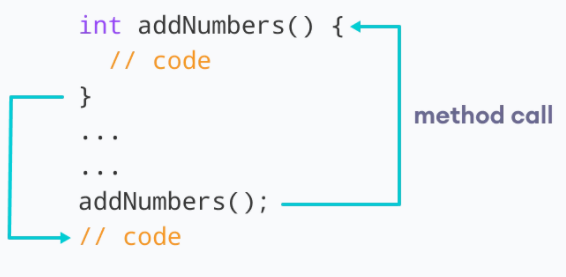 int addNumbers() {
// code
}
...
...
method call
addNumbers();
// code